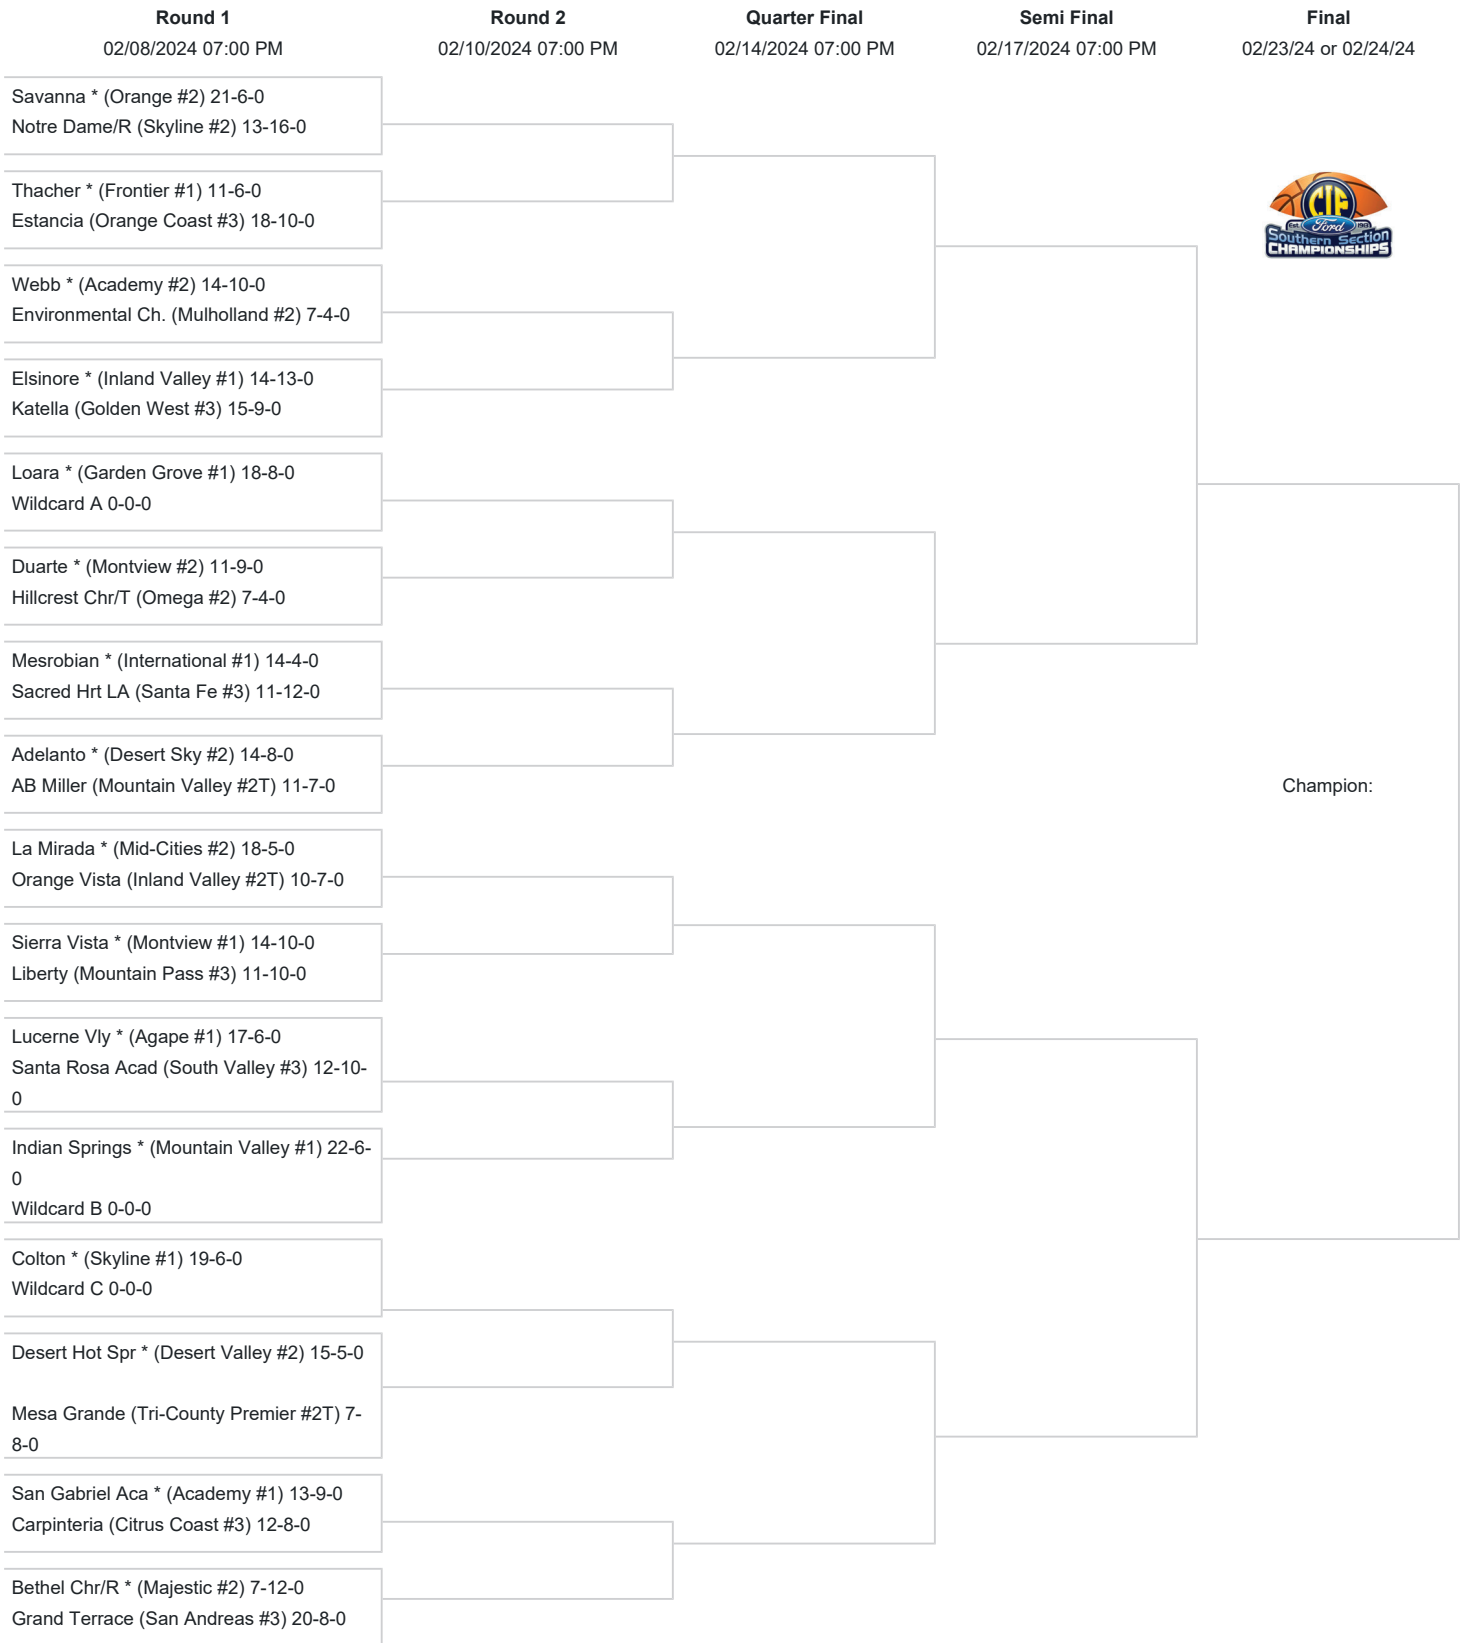 Round 1
Round 2
Quarter Final
Semi Final
Final
02/08/2024 07:00 PM
02/10/2024 07:00 PM
02/14/2024 07:00 PM
02/17/2024 07:00 PM
02/23/24 or 02/24/24
Savanna * (Orange #2) 21-6-0
Notre Dame/R (Skyline #2) 13-16-0
Thacher * (Frontier #1) 11-6-0
Estancia (Orange Coast #3) 18-10-0
CIF
Ford
Southern Section
CHAMPIONSHIPS
Webb * (Academy #2) 14-10-0
Environmental Ch. (Mulholland #2) 7-4-0
Elsinore * (Inland Valley #1) 14-13-0
Katella (Golden West #3) 15-9-0
Loara * (Garden Grove #1) 18-8-0
Wildcard A 0-0-0
Duarte * (Montview #2) 11-9-0
Hillcrest Chr/T (Omega #2) 7-4-0
Mesrobian * (International #1) 14-4-0
Sacred Hrt LA (Santa Fe #3) 11-12-0
Adelanto * (Desert Sky #2) 14-8-0
AB Miller (Mountain Valley #2T) 11-7-0
Champion:
La Mirada * (Mid-Cities #2) 18-5-0
Orange Vista (Inland Valley #2T) 10-7-0
Sierra Vista * (Montview #1) 14-10-0
Liberty (Mountain Pass #3) 11-10-0
Lucerne Vly * (Agape #1) 17-6-0
Santa Rosa Acad (South Valley #3) 12-10-
0
Indian Springs * (Mountain Valley #1) 22-6-
0
Wildcard B 0-0-0
Colton * (Skyline #1) 19-6-0
Wildcard C 0-0-0
Desert Hot Spr * (Desert Valley #2) 15-5-0
Mesa Grande (Tri-County Premier #2T) 7-
8-0
San Gabriel Aca * (Academy #1) 13-9-0
Carpinteria (Citrus Coast #3) 12-8-0
Bethel Chr/R * (Majestic #2) 7-12-0
Grand Terrace (San Andreas #3) 20-8-0